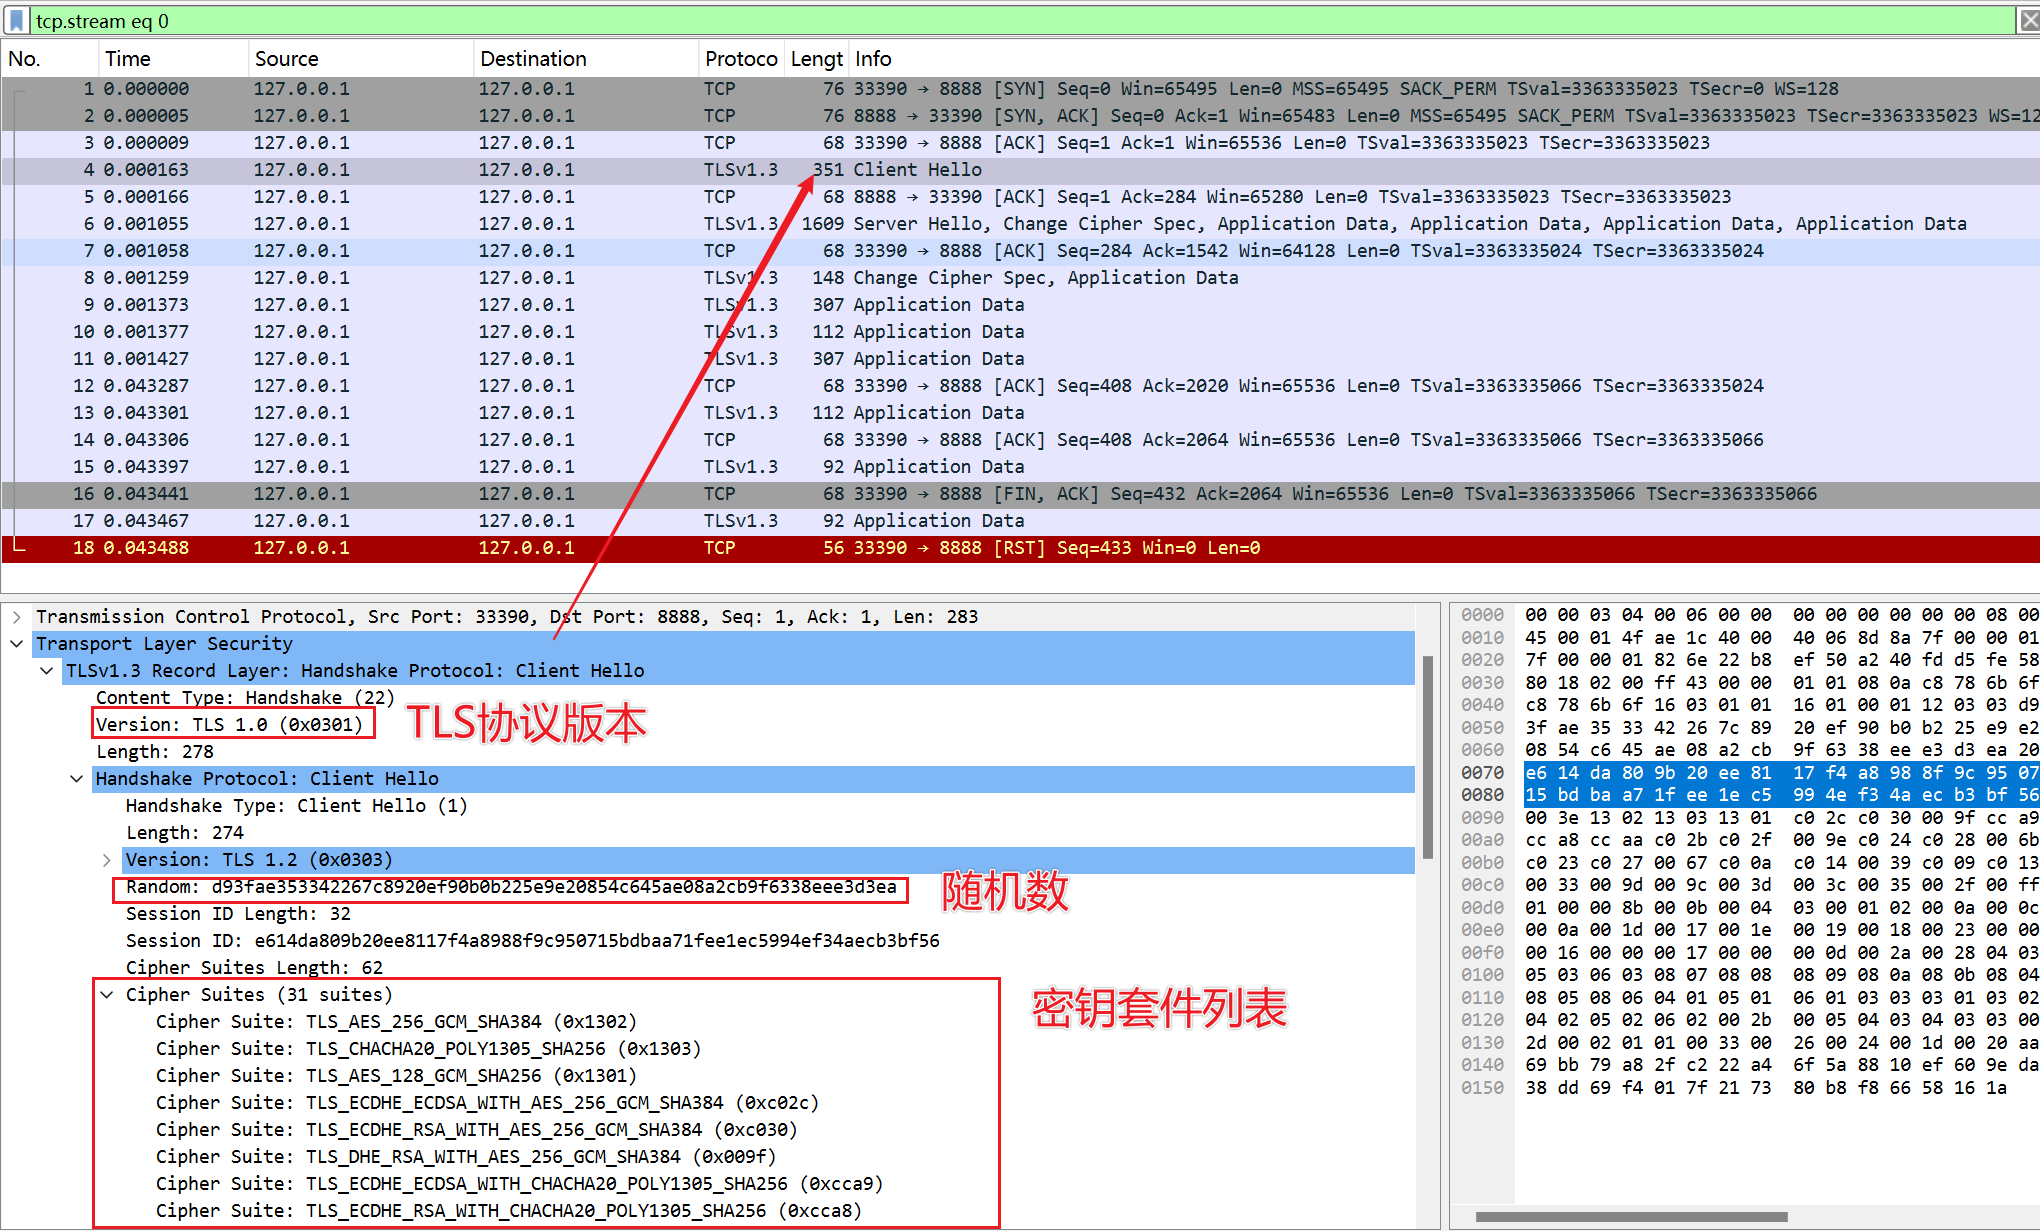 tcp.stream eq 0
No. Time Source Destination Protoco Lengt Info
1 0.000000 127.0.0.1 127.0.0.1 TCP 76 33390 → 8888 [SYN] Seq=0 Win=65495 Len=0 MSS=65495 SACK_PERM TSval=3363335023 TSecr=0 WS=128
2 0.000005 127.0.0.1 127.0.0.1 TCP 76 8888 → 33390 [SYN, ACK] Seq=0 Ack=1 Win=65483 Len=0 MSS=65495 SACK_PERM TSval=3363335023 TSecr=3363335023 WS=12
3 0.000009 127.0.0.1 127.0.0.1 TCP 68 33390 → 8888 [ACK] Seq=1 Ack=1 Win=65536 Len=0 TSval=3363335023 TSecr=3363335023
4 0.000163 127.0.0.1 127.0.0.1 TLSv1.3 351 Client Hello
5 0.000166 127.0.0.1 127.0.0.1 TCP 68 8888 → 33390 [ACK] Seq=1 Ack=284 Win=65280 Len=0 TSval=3363335023 TSecr=3363335023
6 0.001055 127.0.0.1 127.0.0.1 TLSv1.3 1609 Server Hello, Change Cipher Spec, Application Data, Application Data, Application Data, Application Data
7 0.001058 127.0.0.1 127.0.0.1 TCP 68 33390 → 8888 [ACK] Seq=284 Ack=1542 Win=64128 Len=0 TSval=3363335024 TSecr=3363335024
8 0.001259 127.0.0.1 127.0.0.1 TLSv1.3 148 Change Cipher Spec, Application Data
9 0.001373 127.0.0.1 127.0.0.1 TLSv1.3 307 Application Data
10 0.001377 127.0.0.1 127.0.0.1 TLSv1.3 112 Application Data
11 0.001427 127.0.0.1 127.0.0.1 TLSv1.3 307 Application Data
12 0.043287 127.0.0.1 127.0.0.1 TCP 68 33390 → 8888 [ACK] Seq=408 Ack=2020 Win=65536 Len=0 TSval=3363335066 TSecr=3363335024
13 0.043301 127.0.0.1 127.0.0.1 TLSv1.3 112 Application Data
14 0.043306 127.0.0.1 127.0.0.1 TCP 68 33390 → 8888 [ACK] Seq=408 Ack=2064 Win=65536 Len=0 TSval=3363335066 TSecr=3363335066
15 0.043397 127.0.0.1 127.0.0.1 TLSv1.3 92 Application Data
16 0.043441 127.0.0.1 127.0.0.1 TCP 68 33390 → 8888 [FIN, ACK] Seq=432 Ack=2064 Win=65536 Len=0 TSval=3363335066 TSecr=3363335066
17 0.043467 127.0.0.1 127.0.0.1 TLSv1.3 92 Application Data
18 0.043488 127.0.0.1 127.0.0.1 TCP 56 33390 → 8888 [RST] Seq=433 Win=0 Len=0
Transmission Control Protocol, Src Port: 33390, Dst Port: 8888, Seq: 1, Ack: 1, Len: 283
Transport Layer Security
TLSv1.3 Record Layer: Handshake Protocol: Client Hello
Content Type: Handshake (22)
Version: TLS 1.0 (0x0301)
TLS协议版本
Length: 278
Handshake Protocol: Client Hello
Handshake Type: Client Hello (1)
Length: 274
Version: TLS 1.2 (0x0303)
Random: d93fae353342267c8920ef90b0b225e9e20854c645ae08a2cb9f6338eee3d3ea
随机数
Session ID Length: 32
Session ID: e614da809b20ee8117f4a8988f9c950715bdbaa71fee1ec5994ef34aecb3bf56
Cipher Suites Length: 62
Cipher Suites (31 suites)
密钥套件列表
Cipher Suite: TLS_AES_256_GCM_SHA384 (0x1302)
Cipher Suite: TLS_CHACHA20_POLY1305_SHA256 (0x1303)
Cipher Suite: TLS_AES_128_GCM_SHA256 (0x1301)
Cipher Suite: TLS_ECDHE_ECDSA_WITH_AES_256_GCM_SHA384 (0xc02c)
Cipher Suite: TLS_ECDHE_RSA_WITH_AES_256_GCM_SHA384 (0xc030)
Cipher Suite: TLS_DHE_RSA_WITH_AES_256_GCM_SHA384 (0x009f)
Cipher Suite: TLS_ECDHE_ECDSA_WITH_CHACHA20_POLY1305_SHA256 (0xcca9)
Cipher Suite: TLS_ECDHE_RSA_WITH_CHACHA20_POLY1305_SHA256 (0xcca8)
0000 00 00 03 04 00 06 00 00 00 00 00 00 00 00 08 00
0010 45 00 01 4f ae 1c 40 00 40 06 8d 8a 7f 00 00 01
0020 7f 00 00 01 82 6e 22 b8 ef 50 a2 40 fd d5 fe 58
0030 80 18 02 00 ff 43 00 00 01 01 08 0a c8 78 6b 6f
0040 c8 78 6b 6f 16 03 01 01 16 01 00 01 12 03 03 d9
0050 3f ae 35 33 42 26 7c 89 20 ef 90 b0 b2 25 e9 e2
0060 08 54 c6 45 ae 08 a2 cb 9f 63 38 ee e3 d3 ea 20
0070 e6 14 da 80 9b 20 ee 81 17 f4 a8 98 8f 9c 95 07
0080 15 bd ba a7 1f ee 1e c5 99 4e f3 4a ec b3 bf 56
0090 00 3e 13 02 13 03 13 01 c0 2c c0 30 00 9f cc a9
00a0 cc a8 cc aa c0 2b c0 2f 00 9e c0 24 c0 28 00 6b
00b0 c0 23 c0 27 00 67 c0 0a c0 14 00 39 c0 09 c0 13
00c0 00 33 00 9d 00 9c 00 3d 00 3c 00 35 00 2f 00 ff
00d0 01 00 00 8b 00 0b 00 04 03 00 01 02 00 0a 00 0c
00e0 00 0a 00 1d 00 17 00 1e 00 19 00 18 00 23 00 00
00f0 00 16 00 00 00 17 00 00 00 0d 00 2a 00 28 04 03
0100 05 03 06 03 08 07 08 08 08 09 08 0a 08 0b 08 04
0110 08 05 08 06 04 01 05 01 06 01 03 03 03 01 03 02
0120 04 02 05 02 06 02 00 2b 00 05 04 03 04 03 03 00
0130 2d 00 02 01 01 00 33 00 26 00 24 00 1d 00 20 aa
0140 69 bb 79 a8 2f c2 22 a4 6f 5a 88 10 ef 60 9e da
0150 38 dd 69 f4 01 7f 21 73 80 b8 f8 66 58 16 1a